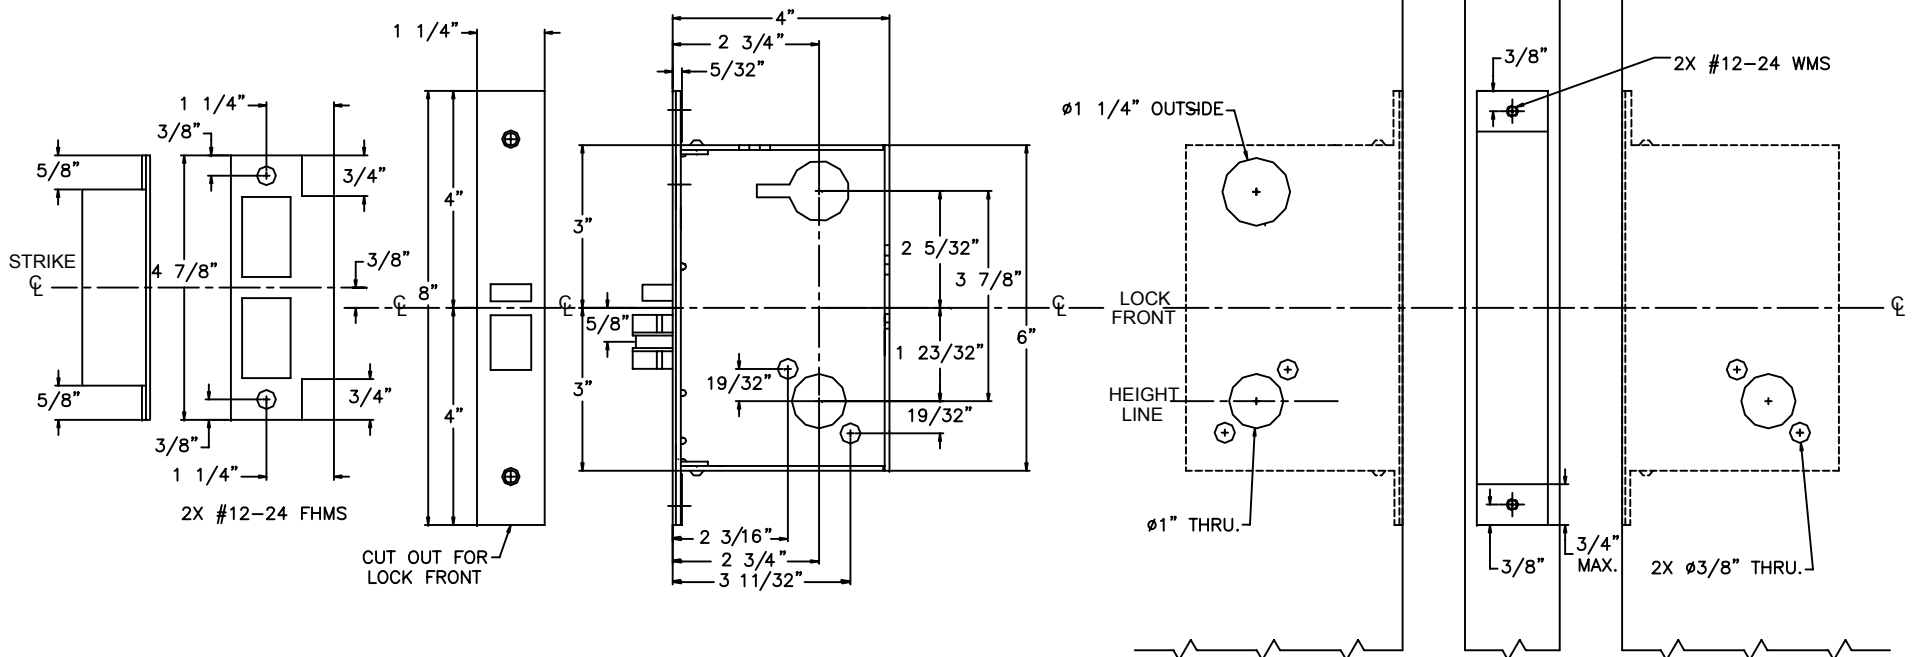 STRIKE
℄
5/8"
5/8"
1 1/4"
3/8"
3/4"
4 7/8"
3/8"
3/4"
3/8"
1 1/4"
2X #12-24 FHMS
1 1/4"
4"
8"
4"
℄
℄
CUT OUT FOR
LOCK FRONT
4"
2 3/4"
5/32"
3"
5/8"
3"
2 5/32"
3 7/8"
1 23/32"
6"
19/32"
19/32"
2 3/16"
2 3/4"
3 11/32"
℄
LOCK
FRONT
HEIGHT
LINE
ø1 1/4" OUTSIDE
ø1" THRU.
3/8"
2X #12-24 WMS
3/8"
3/4"
MAX.
2X ø3/8" THRU.
℄